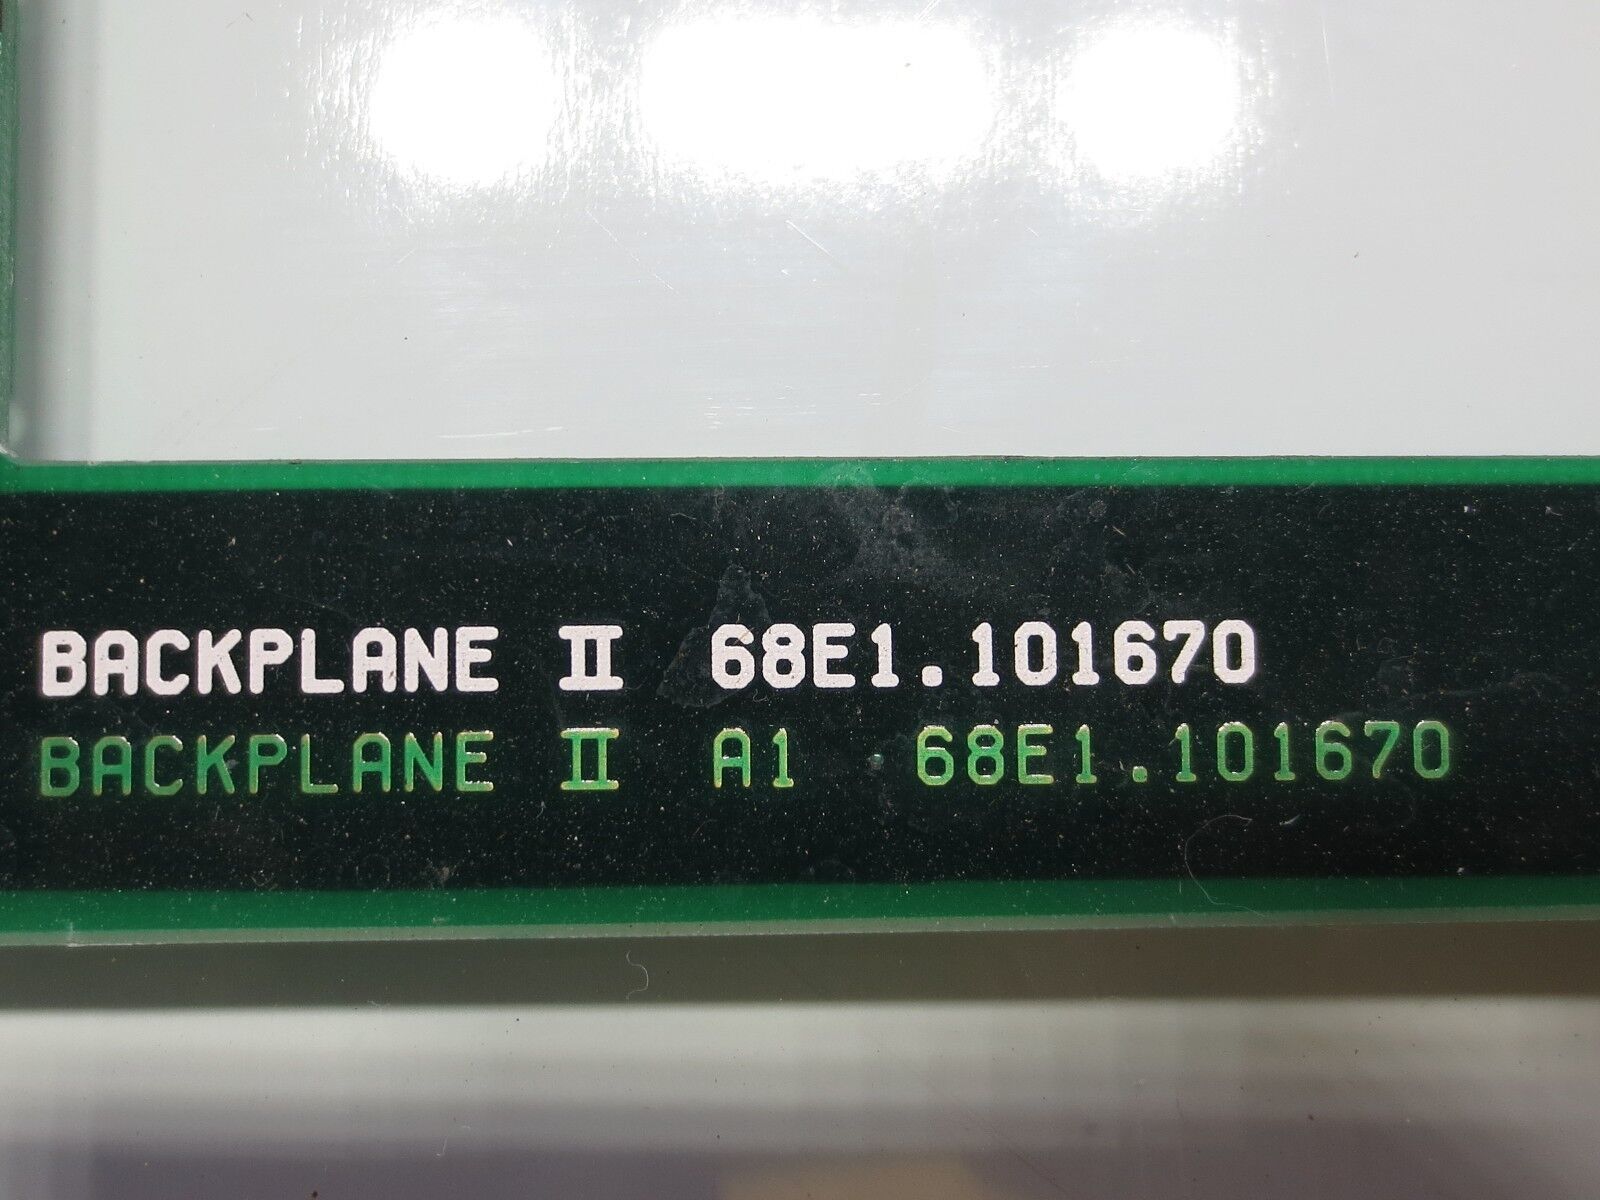 BACKPLANE II 68E1.101670
BACKPLANE II A1 68E1.101670